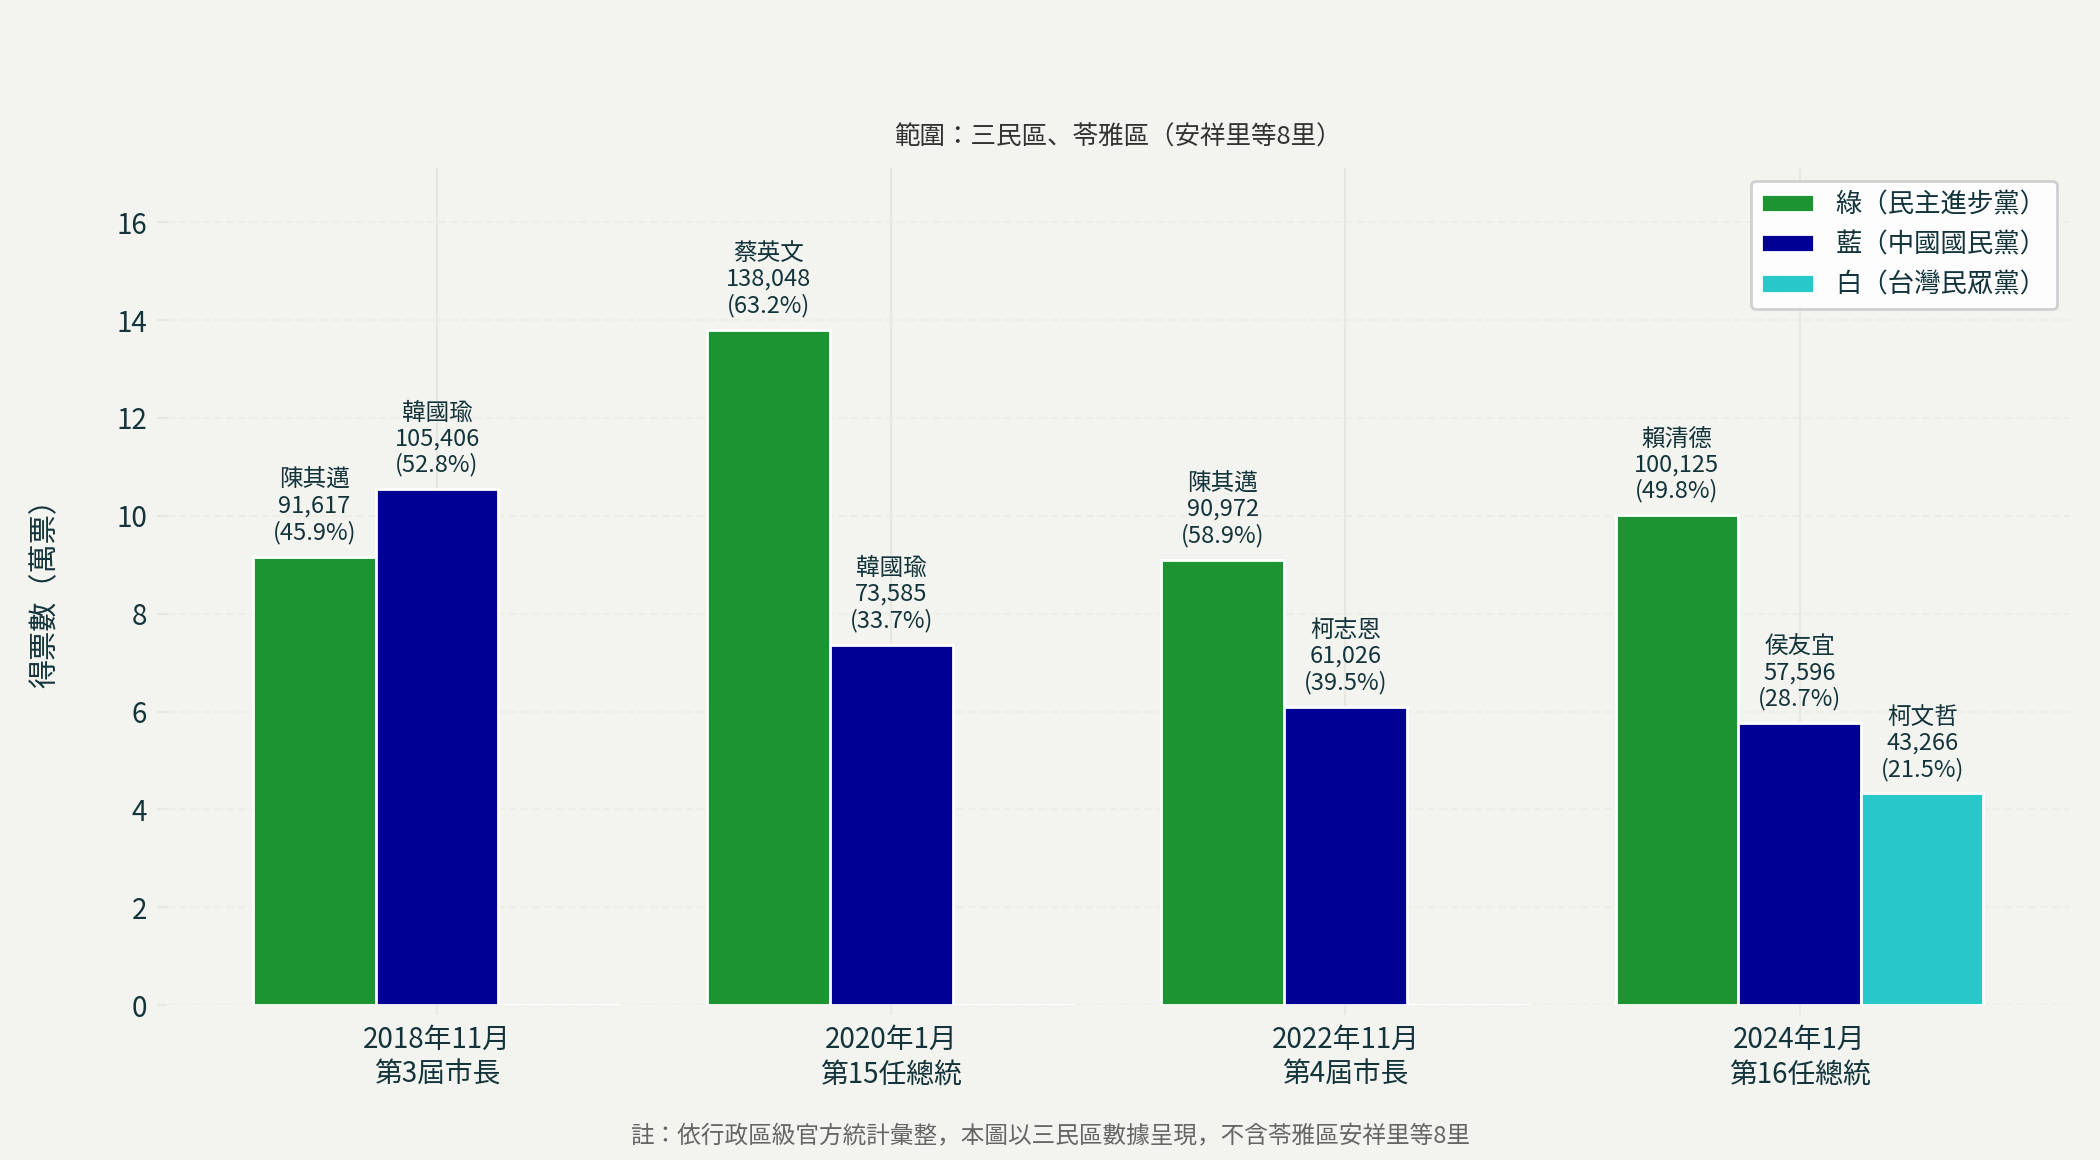 範圍：三民區、苓雅區（安祥里等8里）
綠（民主進步黨）
藍（中國國民黨）
白（台灣民眾黨）
得票數（萬票）
16
14
12
10
8
6
4
2
0
陳其邁
91,617
(45.9%)
韓國瑜
105,406
(52.8%)
蔡英文
138,048
(63.2%)
韓國瑜
73,585
(33.7%)
陳其邁
90,972
(58.9%)
柯志恩
61,026
(39.5%)
賴清德
100,125
(49.8%)
侯友宜
57,596
(28.7%)
柯文哲
43,266
(21.5%)
2018年11月
第3屆市長
2020年1月
第15任總統
2022年11月
第4屆市長
2024年1月
第16任總統
註：依行政區級官方統計彙整，本圖以三民區數據呈現，不含苓雅區安祥里等8里